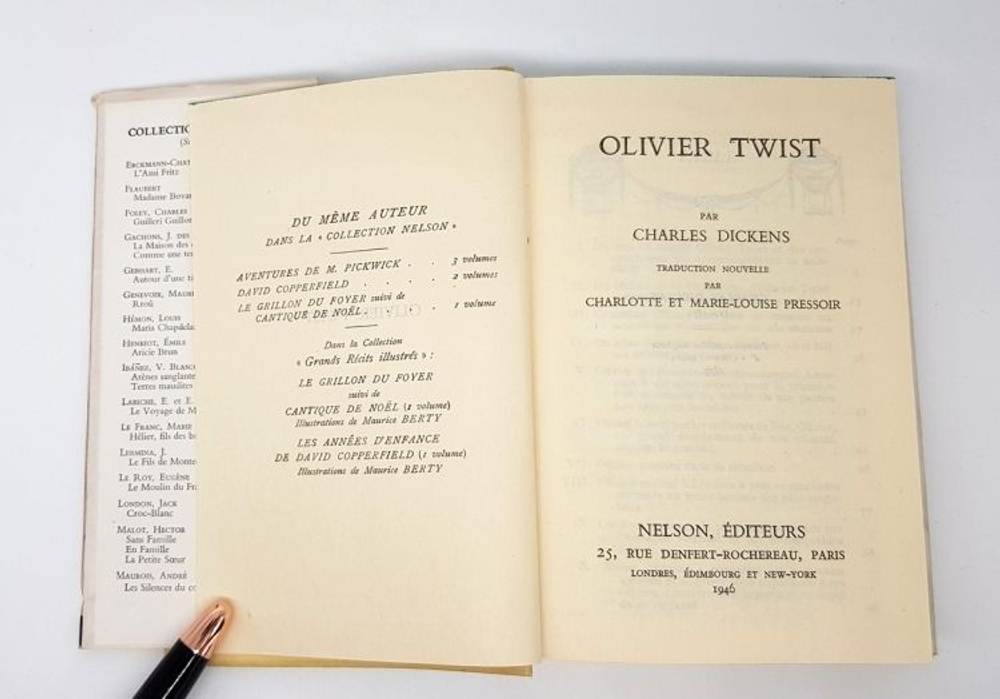 COLLECTIO
ERCKMANN-CHAT
L'Ami Fritz
FLAUBERT
Madame Bovar
FOLEY, CHARLES
Guilleri Guillor
GACHONS, J. DES
La Maison des
Comme une ter
GEBHART, E.
Autour d'une ti
GENEVOIX, MAURI
Rroû
HÉMON, LOUIS
Maria Chapdela
HENRIOT, ÉMILE
Aricie Brun
IBÁÑEZ, V. BLASC
Arènes sanglante
Terres maudites
LABICHE, E. et E.
Le Voyage de M
LE FRANC, MARIE
Hélier, fils des b
LERMINA, J.
Le Fils de Monte
LE ROY, EUGÈNE
Le Moulin du Fr
LONDON, JACK
Croc-Blanc
MALOT, HECTOR
Sans Famille
En Famille
La Petite Sœur
MAUROIS, ANDRÉ
Les Silences du co
DU MÊME AUTEUR
DANS LA « COLLECTION NELSON »
AVENTURES DE M. PICKWICK . . 3 volumes
DAVID COPPERFIELD . . . . . 2 volumes
LE GRILLON DU FOYER suivi de
CANTIQUE DE NOËL . . . . 1 volume
Dans la Collection
« Grands Récits illustrés » :
LE GRILLON DU FOYER
suivi de
CANTIQUE DE NOËL (1 volume)
Illustrations de Maurice BERTY
LES ANNÉES D'ENFANCE
DE DAVID COPPERFIELD (1 volume)
Illustrations de Maurice BERTY
OLIVIER TWIST
PAR
CHARLES DICKENS
TRADUCTION NOUVELLE
PAR
CHARLOTTE ET MARIE-LOUISE PRESSOIR
NELSON, ÉDITEURS
25, RUE DENFERT-ROCHEREAU, PARIS
LONDRES, ÉDIMBOURG ET NEW-YORK
1946